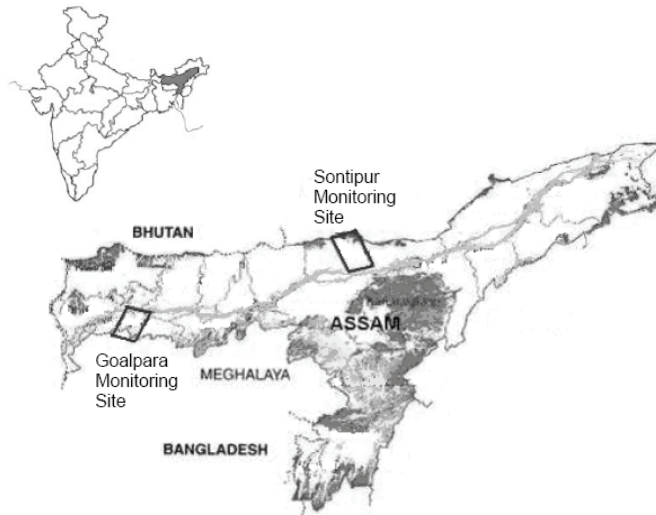 Sontipur
Monitoring
Site
BHUTAN
ASSAM
Goalpara
Monitoring
Site
MEGHALAYA
BANGLADESH